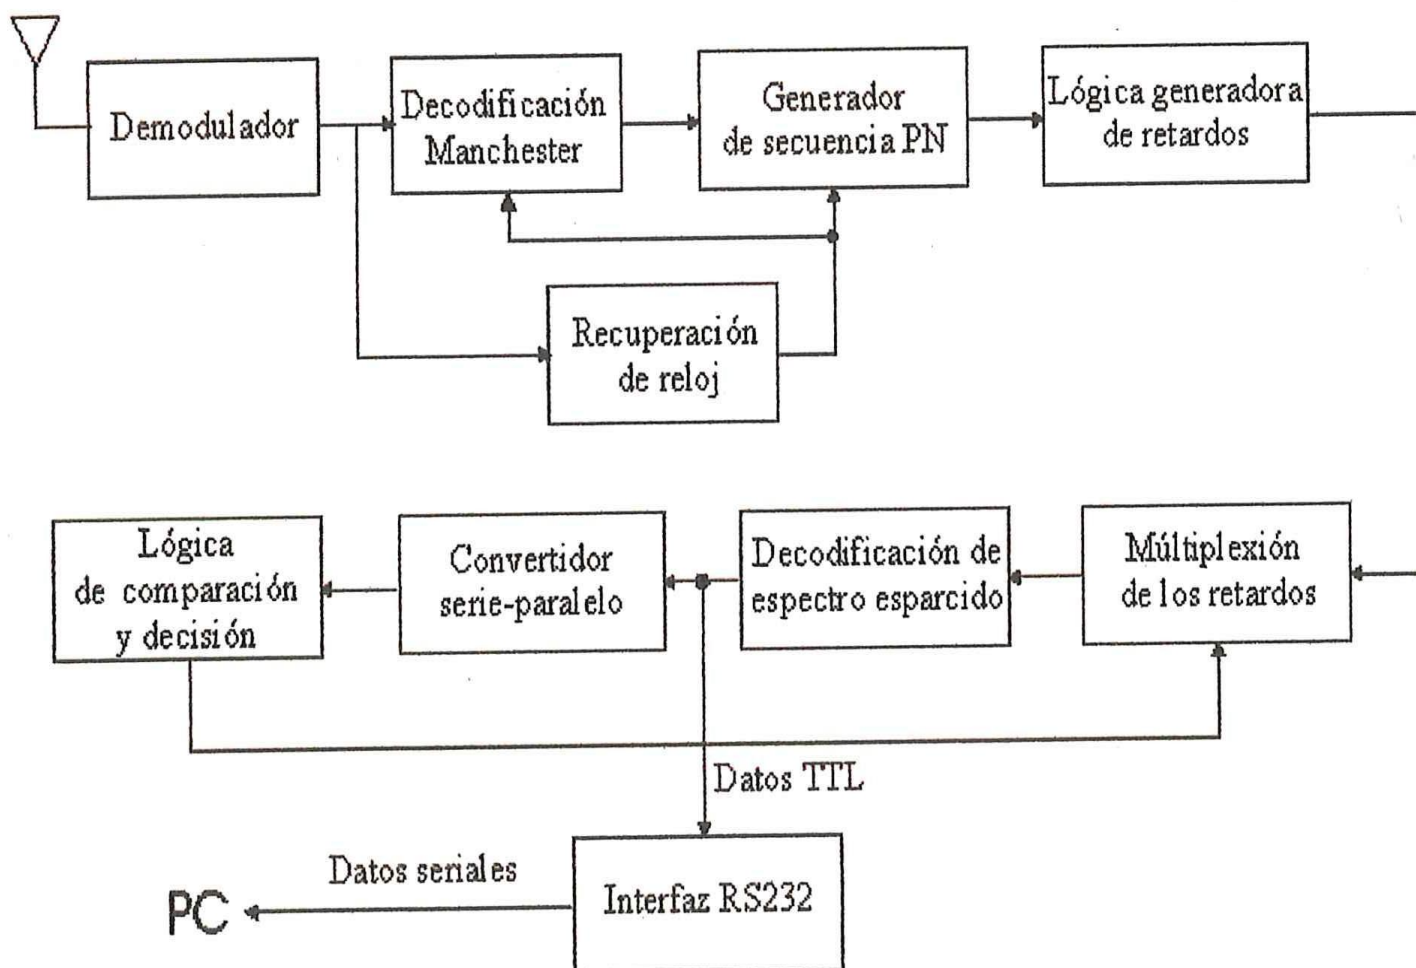 Demodulador
Decodificación
Manchester
Generador
de secuencia PN
Lógica generadora
de retardos
Recuperación
de reloj
Lógica
de comparación
y decisión
Convertidor
serie-paralelo
Decodificación de
espectro esparcido
Múltiplexión
de los retardos
Datos TTL
Datos seriales
PC
Interfaz RS232